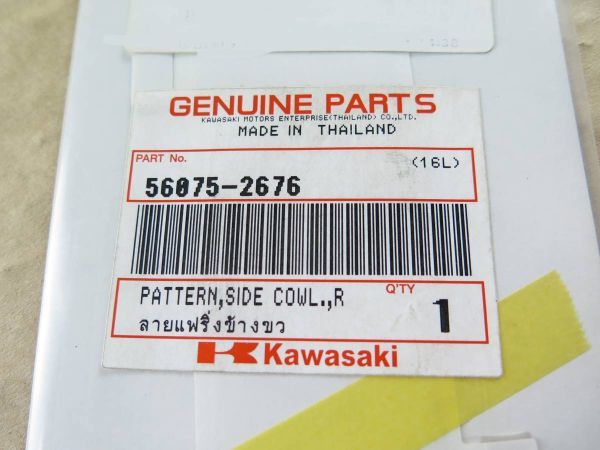 GENUINE PARTS
KAWASAKI MOTORS ENTERPRISE(THAILAND) CO.,LTD.
MADE IN THAILAND
PART No.
(16L)
56075-2676
PATTERN,SIDE COWL.,R
Q'TY
1
ลายแฟริ่งข้างขว
Kawasaki